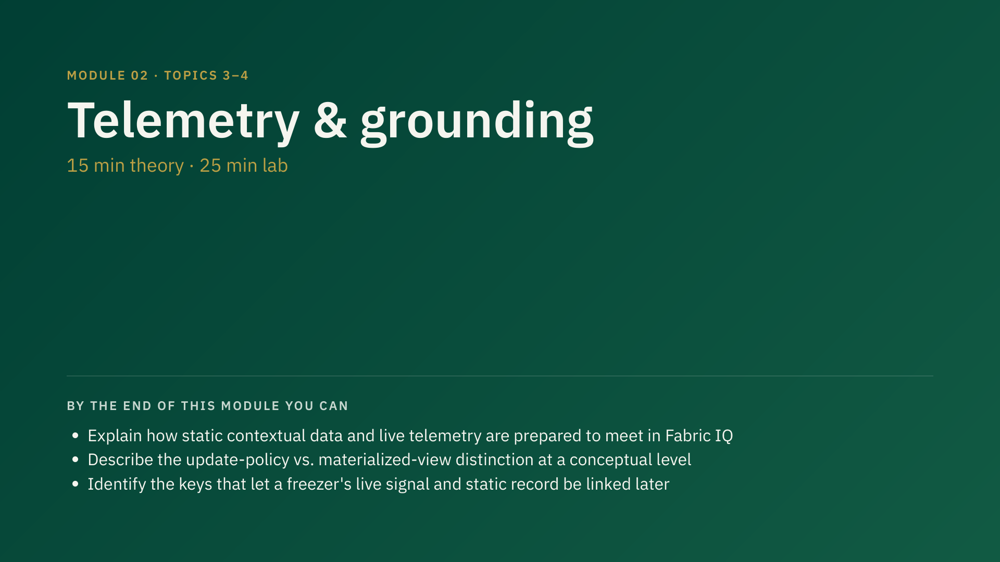 MODULE 02 · TOPICS 3–4
Telemetry & grounding
15 min theory · 25 min lab
BY THE END OF THIS MODULE YOU CAN
• Explain how static contextual data and live telemetry are prepared to meet in Fabric IQ
• Describe the update-policy vs. materialized-view distinction at a conceptual level
• Identify the keys that let a freezer's live signal and static record be linked later